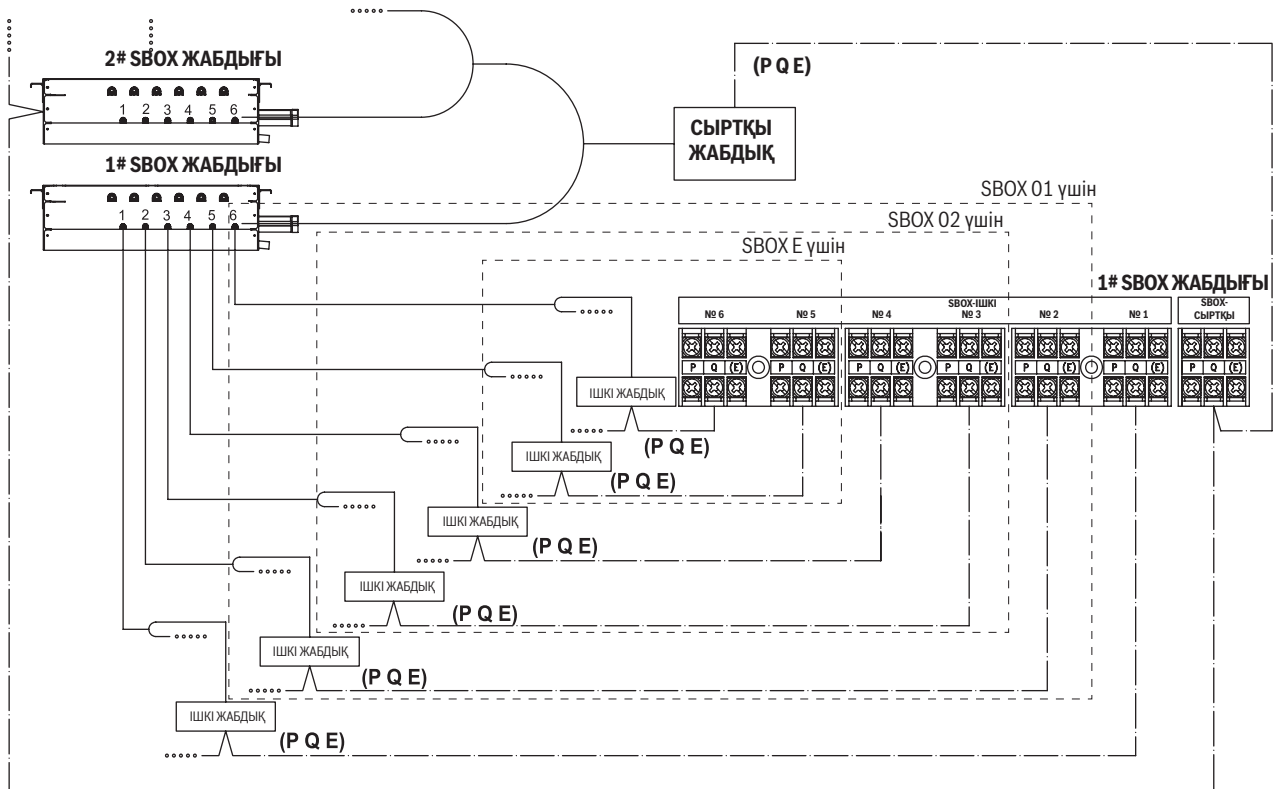 2# SBOX ЖАБДЫҒЫ
(P Q E)
СЫРТҚЫ
ЖАБДЫҚ
1 2 3 4 5 6
1# SBOX ЖАБДЫҒЫ
SBOX 01 үшін
1 2 3 4 5 6
SBOX 02 үшін
SBOX E үшін
1# SBOX ЖАБДЫҒЫ
SBOX-ІШКІ
SBOX-
СЫРТҚЫ
№ 6 № 5 № 4 № 3 № 2 № 1
P Q (E) P Q (E) P Q (E) P Q (E) P Q (E) P Q (E) P Q (E)
ІШКІ ЖАБДЫҚ
(P Q E)
ІШКІ ЖАБДЫҚ
(P Q E)
ІШКІ ЖАБДЫҚ
(P Q E)
ІШКІ ЖАБДЫҚ
(P Q E)
ІШКІ ЖАБДЫҚ
(P Q E)
ІШКІ ЖАБДЫҚ
(P Q E)